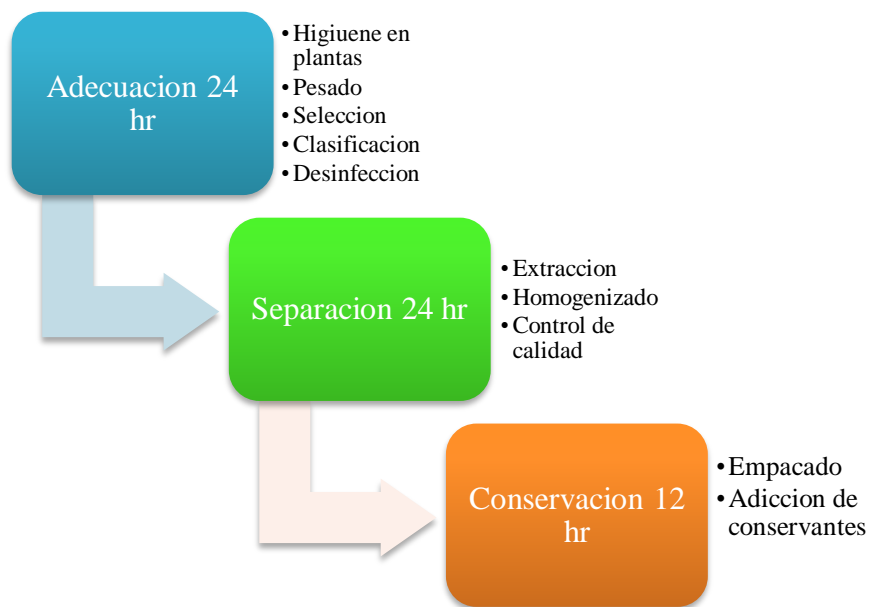 Adecuacion 24
hr
• Higiuene en
plantas
• Pesado
• Seleccion
• Clasificacion
• Desinfeccion
Separacion 24 hr
• Extraccion
• Homogenizado
• Control de
calidad
Conservacion 12
hr
• Empacado
• Adiccion de
conservantes